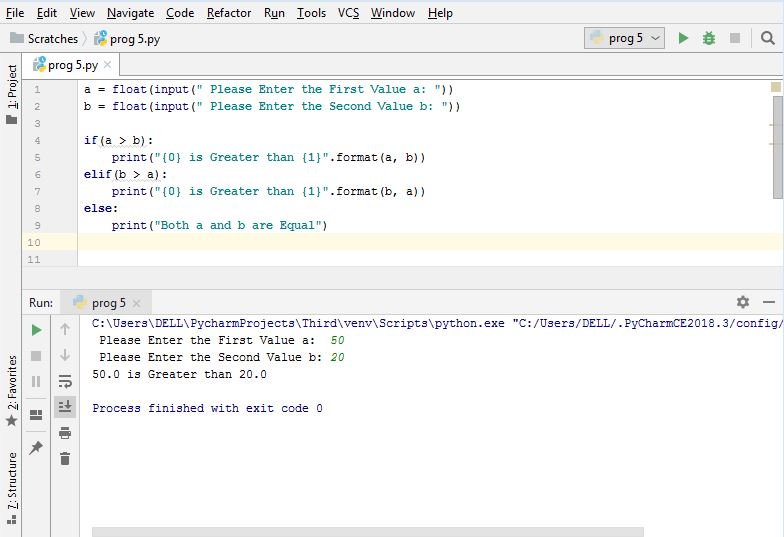 File Edit View Navigate Code Refactor Run Tools VCS Window Help
Scratches prog 5.py prog 5
prog 5.py
1: Project
1 a = float(input(" Please Enter the First Value a: "))
2 b = float(input(" Please Enter the Second Value b: "))
3
4 if(a > b):
5     print("{0} is Greater than {1}".format(a, b))
6 elif(b > a):
7     print("{0} is Greater than {1}".format(b, a))
8 else:
9     print("Both a and b are Equal")
10
11
Run: prog 5
C:\Users\DELL\PycharmProjects\Third\venv\Scripts\python.exe "C:/Users/DELL/.PyCharmCE2018.3/config/
 Please Enter the First Value a:  50
 Please Enter the Second Value b: 20
50.0 is Greater than 20.0
Process finished with exit code 0
2: Favorites
7: Structure